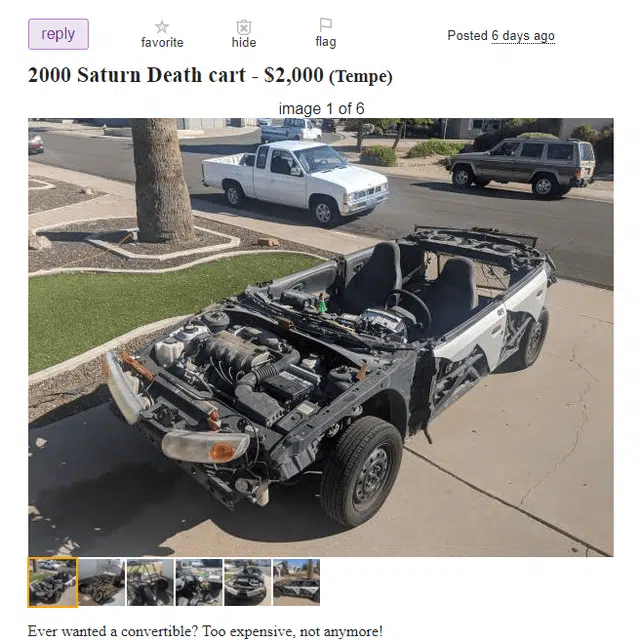 reply
favorite
hide
flag
Posted 6 days ago
2000 Saturn Death cart - $2,000 (Tempe)
image 1 of 6
Ever wanted a convertible? Too expensive, not anymore!